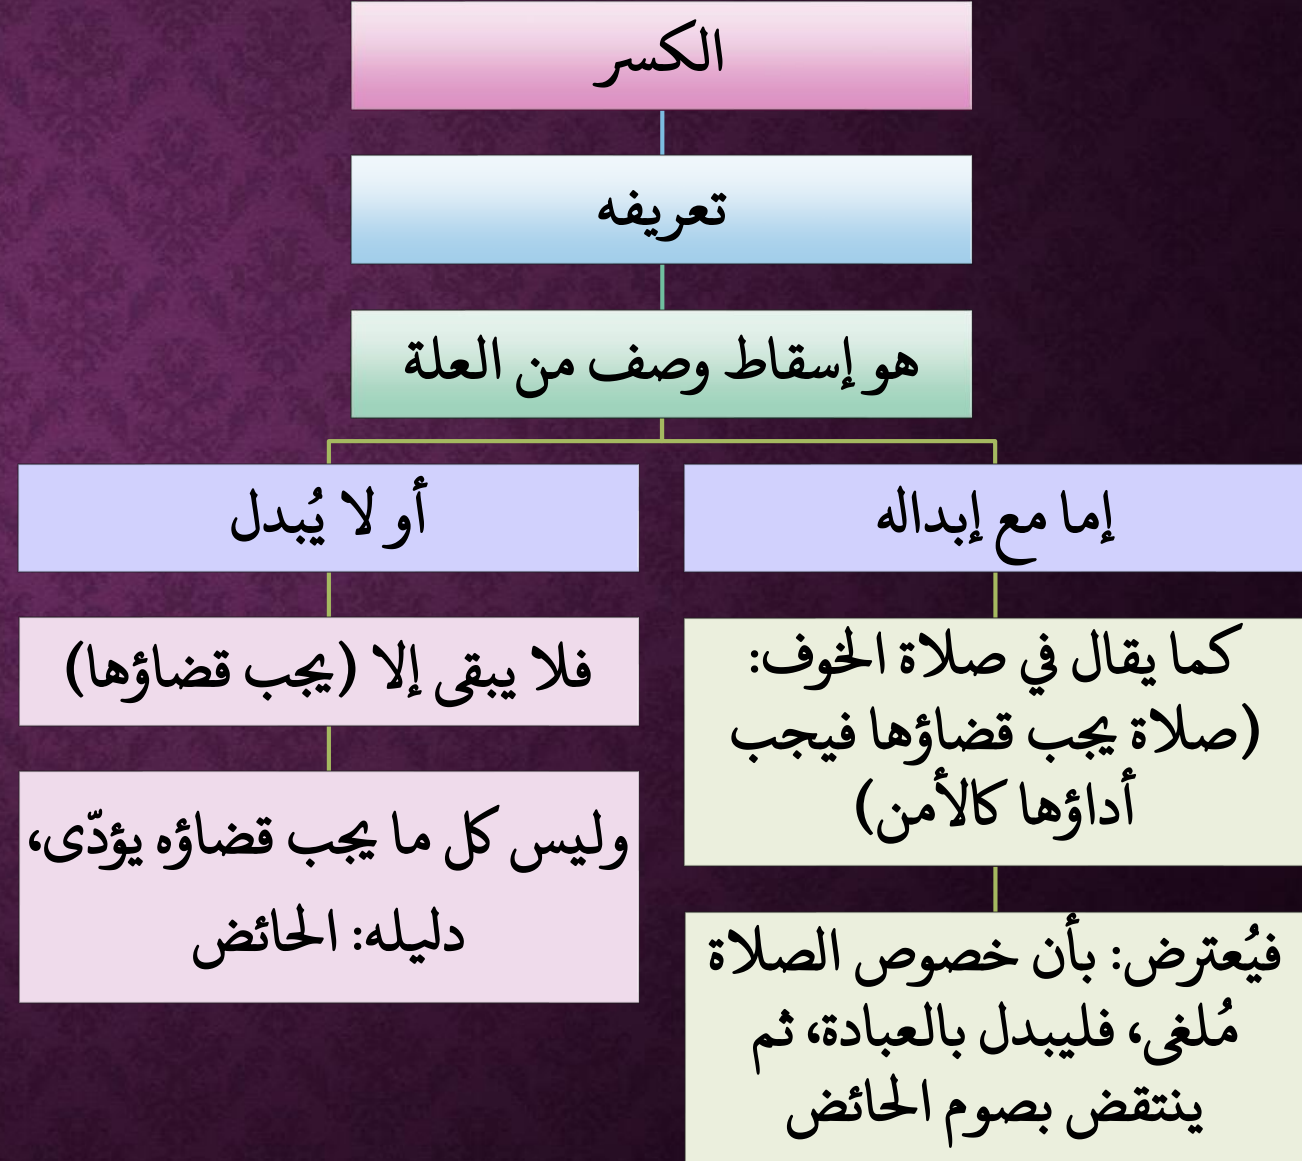 الكسر
تعريفه
هو إسقاط وصف من العلة
إما مع إبداله
كما يقال في صلاة الخوف:
(صلاة يجب قضاؤها فيجب
أداؤها كالأمن)
فيُعترض: بأن خصوص الصلاة
مُلغى، فليبدل بالعبادة، ثم
ينتقض بصوم الحائض
أو لا يُبدل
فلا يبقى إلا (يجب قضاؤها)
وليس كل ما يجب قضاؤه يؤدّى،
دليله: الحائض